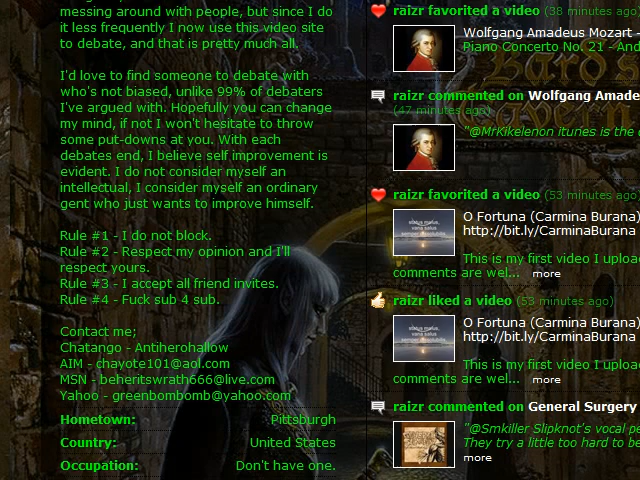 messing around with people, but since I do
it less frequently I now use this video site
to debate, and that is pretty much all.
I'd love to find someone to debate with
who's not biased, unlike 99% of debaters
I've argued with. Hopefully you can change
my mind, if not I won't hesitate to throw
some put-downs at you. With each
debates end, I believe self improvement is
evident. I do not consider myself an
intellectual, I consider myself an ordinary
gent who just wants to improve himself.
Rule #1 - I do not block.
Rule #2 - Respect my opinion and I'll
respect yours.
Rule #3 - I accept all friend invites.
Rule #4 - Fuck sub 4 sub.
Contact me;
Chatango - Antiherohallow
AIM - chayote101@aol.com
MSN - beheritswrath666@live.com
Yahoo - greenbombomb@yahoo.com
Hometown: Pittsburgh
Country: United States
Occupation: Don't have one.
raizr favorited a video (38 minutes ago)
Wolfgang Amadeus Mozart -
Piano Concerto No. 21 - And
raizr commented on Wolfgang Amade
(47 minutes ago)
"@MrKikelenon itunes is the
raizr favorited a video (53 minutes ago)
O Fortuna (Carmina Burana)
http://bit.ly/CarminaBurana
This is my first video I uploa
comments are wel... more
raizr liked a video (53 minutes ago)
O Fortuna (Carmina Burana)
http://bit.ly/CarminaBurana
This is my first video I uploa
comments are wel... more
raizr commented on General Surgery
"@Smkiller Slipknot's vocal pe
They try a little too hard to be
more